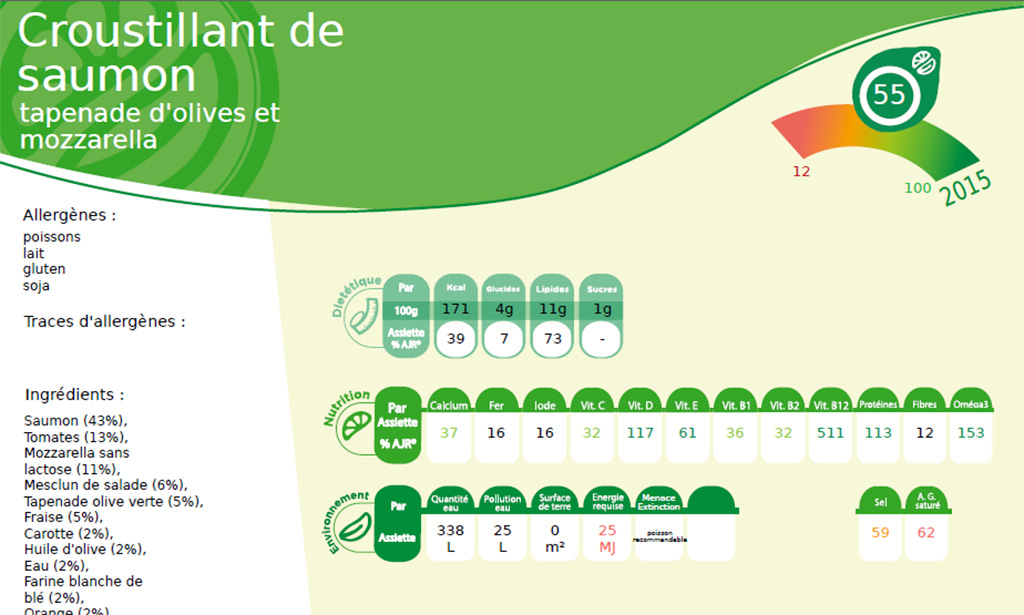 Croustillant de
saumon
tapenade d'olives et
mozzarella
55
12
100
2015
Allergènes :
poissons
lait
gluten
soja
Traces d'allergènes :
Ingrédients :
Saumon (43%),
Tomates (13%),
Mozzarella sans
lactose (11%),
Mesclun de salade (6%),
Tapenade olive verte (5%),
Fraise (5%),
Carotte (2%),
Huile d'olive (2%),
Eau (2%),
Farine blanche de
blé (2%),
Orange (2%)
Diététique
Par Kcal Glucides Lipides Sucres
100g 171 4g 11g 1g
Assiette
% AJR* 39 7 73 -
Nutrition
Par Calcium Fer Iode Vit. C Vit. D Vit. E Vit. B1 Vit. B2 Vit. B12 Protéines Fibres Oméga3
Assiette
% AJR* 37 16 16 32 117 61 36 32 511 113 12 153
Environnement
Par Quantité eau Pollution eau Surface de terre Energie requise Menace Extinction
Assiette 338 L 25 L 0 m² 25 MJ poisson recommandable
Sel A. G. saturé
59 62